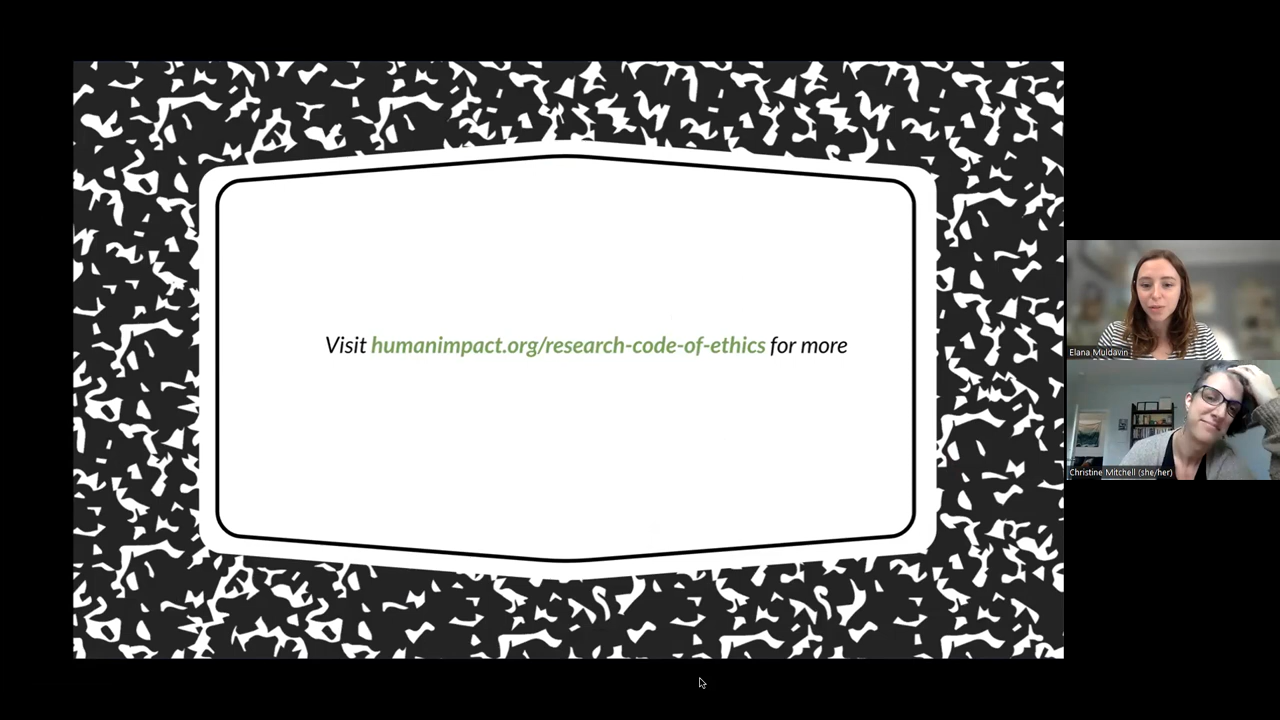 Visit humanimpact.org/research-code-of-ethics for more
Elana Muldavin
Christine Mitchell (she/her)